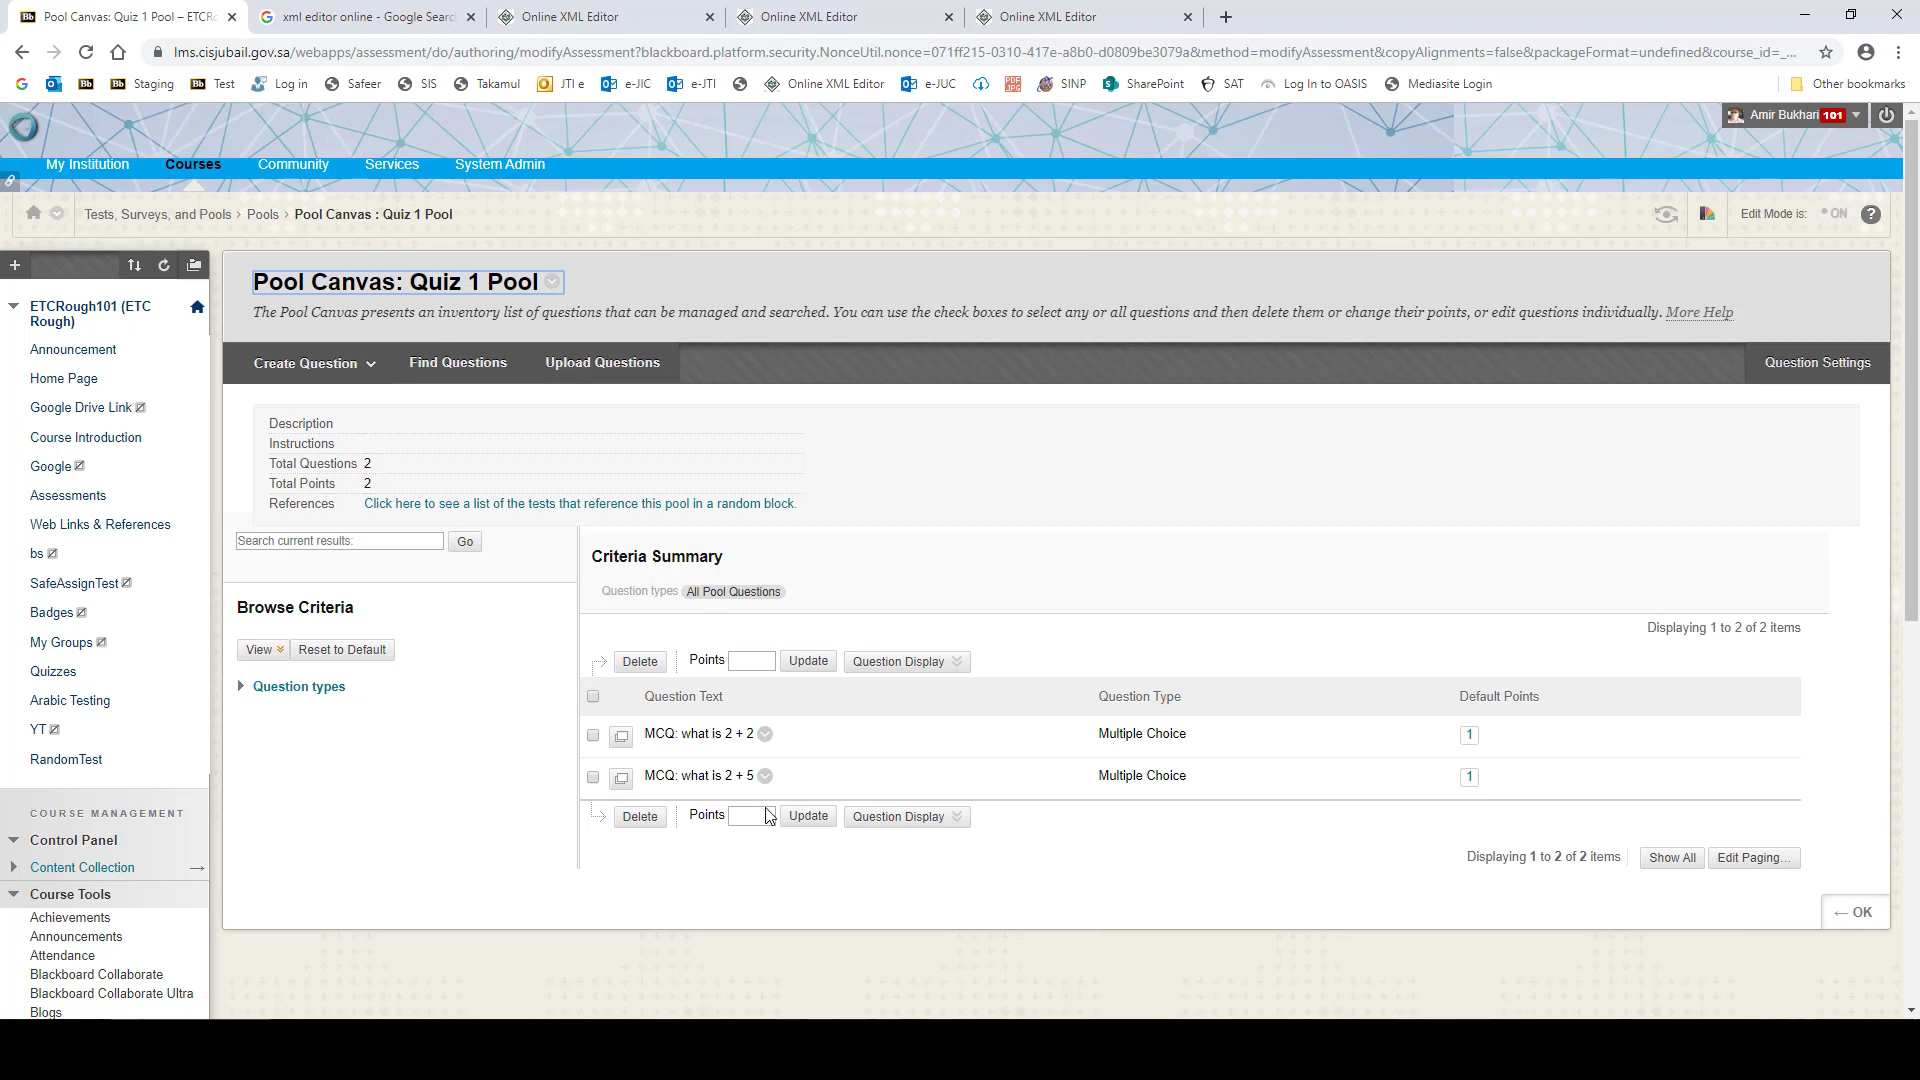 Pool Canvas: Quiz 1 Pool – ETCR
xml editor online - Google Searc
Online XML Editor
Online XML Editor
Online XML Editor
lms.cisjubail.gov.sa/webapps/assessment/do/authoring/modifyAssessment?blackboard.platform.security.NonceUtil.nonce=071ff215-0310-417e-a8b0-d0809be3079a&method=modifyAssessment&copyAlignments=false&packageFormat=undefined&course_id=_...
Staging
Test
Log in
Safeer
SIS
Takamul
JTI e
e-JIC
e-JTI
Online XML Editor
e-JUC
SINP
SharePoint
SAT
Log In to OASIS
Mediasite Login
Other bookmarks
Amir Bukhari 101
My Institution
Courses
Community
Services
System Admin
Tests, Surveys, and Pools
Pools
Pool Canvas : Quiz 1 Pool
Edit Mode is:
ON
?
ETCRough101 (ETC
Rough)
Announcement
Home Page
Google Drive Link
Course Introduction
Google
Assessments
Web Links & References
bs
SafeAssignTest
Badges
My Groups
Quizzes
Arabic Testing
YT
RandomTest
COURSE MANAGEMENT
Control Panel
Content Collection
Course Tools
Achievements
Announcements
Attendance
Blackboard Collaborate
Blackboard Collaborate Ultra
Blogs
Pool Canvas: Quiz 1 Pool
The Pool Canvas presents an inventory list of questions that can be managed and searched. You can use the check boxes to select any or all questions and then delete them or change their points, or edit questions individually. More Help
Create Question
Find Questions
Upload Questions
Question Settings
Description
Instructions
Total Questions 2
Total Points 2
References Click here to see a list of the tests that reference this pool in a random block.
Search current results:
Go
Browse Criteria
View
Reset to Default
Question types
Criteria Summary
Question types All Pool Questions
Displaying 1 to 2 of 2 items
Delete
Points
Update
Question Display
Question Text
Question Type
Default Points
MCQ: what is 2 + 2
Multiple Choice
1
MCQ: what is 2 + 5
Multiple Choice
1
Delete
Points
Update
Question Display
Displaying 1 to 2 of 2 items
Show All
Edit Paging...
← OK